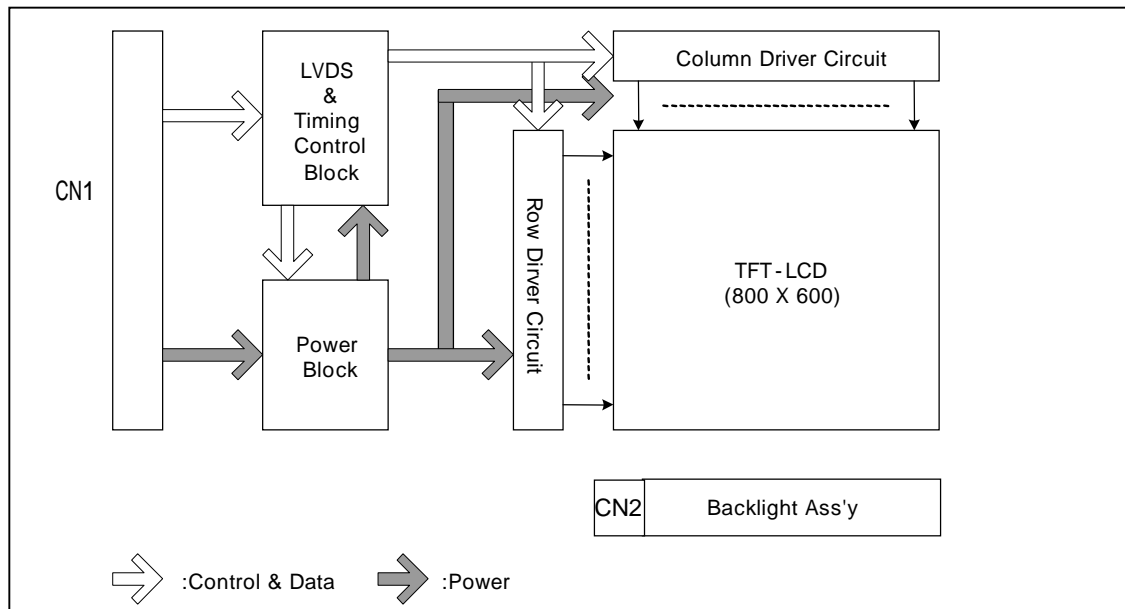 LVDS
&
Timing
Control
Block
Column Driver Circuit
CN1
Row Dirver Circuit
TFT-LCD
(800 X 600)
Power
Block
CN2
Backlight Ass'y
:Control & Data
:Power